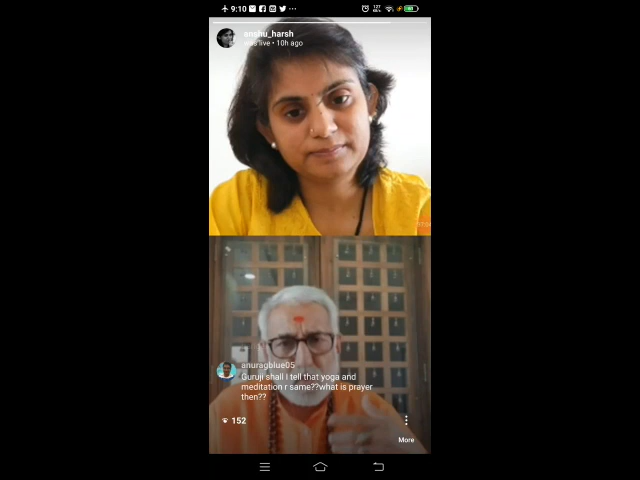 9:10
anshu_harsh
was live • 10h ago
anuragblue05
Guruji shall I tell that yoga and
meditation r same??what is prayer
then??
152
More